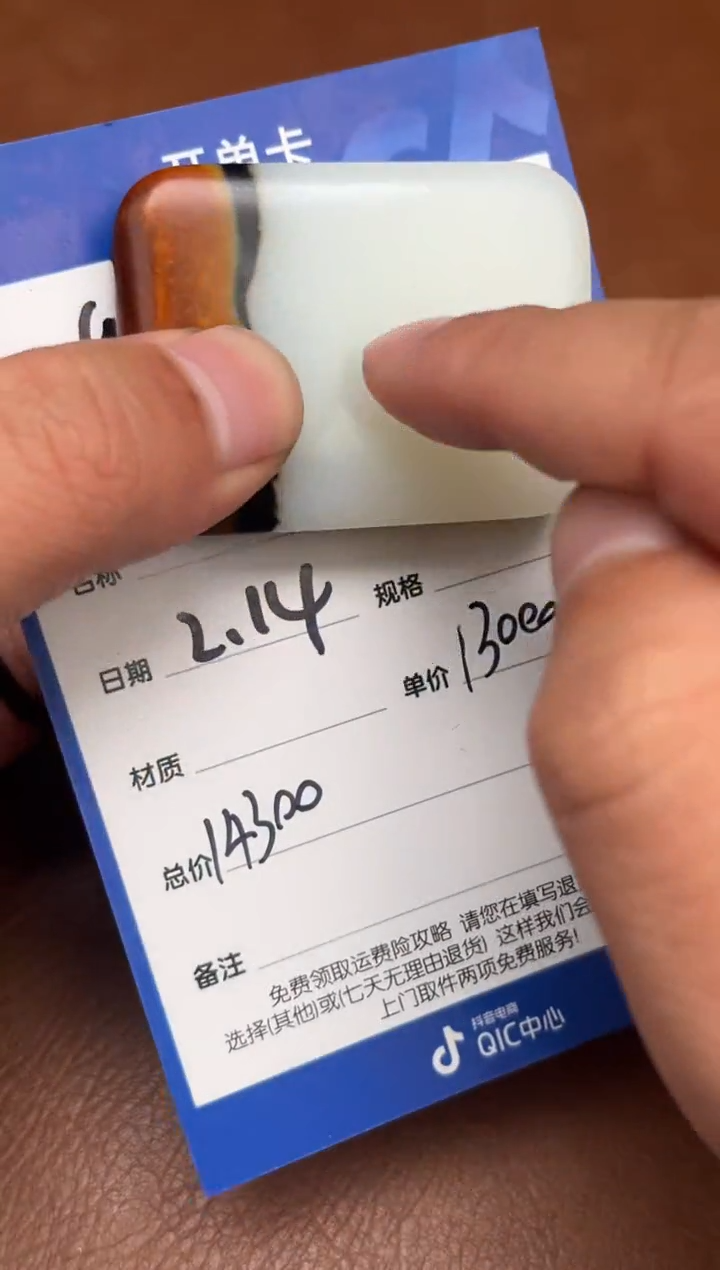 开单卡
名称
日期 2.14 规格
单价 13000
材质
总价 14300
备注
免费领取运费险攻略 请您在填写退
选择(其他)或(七天无理由退货) 这样我们会
上门取件两项免费服务!
抖音电商
QIC中心